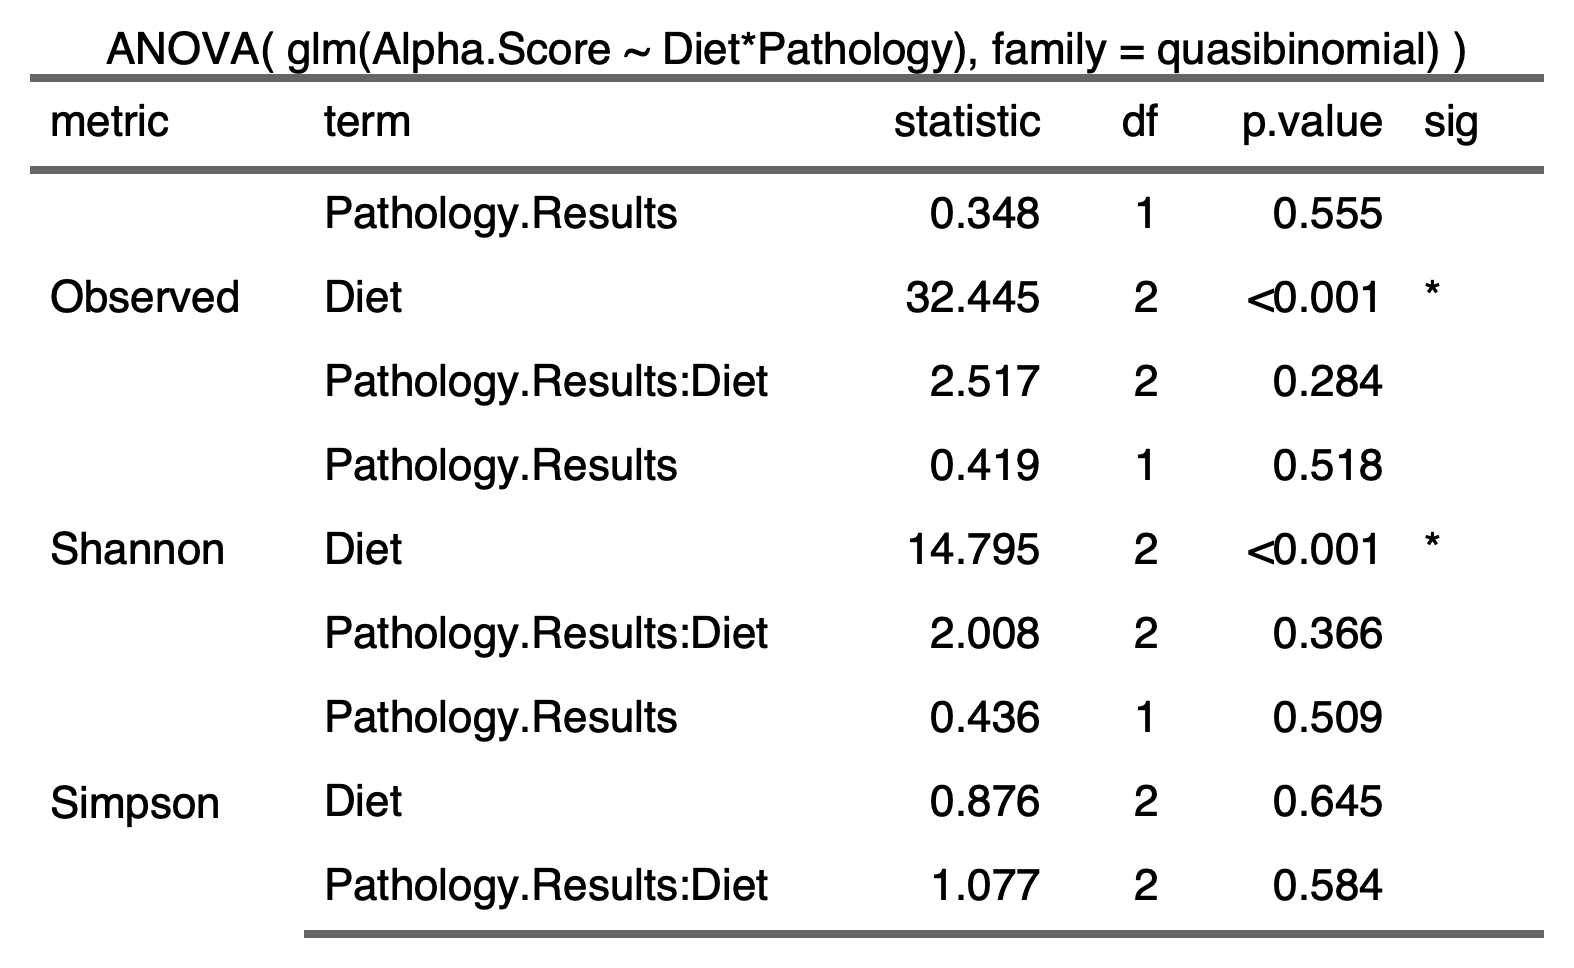 ANOVA( glm(Alpha.Score ~ Diet*Pathology), family = quasibinomial) )
metric term statistic df p.value sig
Pathology.Results 0.348 1 0.555
Observed Diet 32.445 2 <0.001 *
Pathology.Results:Diet 2.517 2 0.284
Pathology.Results 0.419 1 0.518
Shannon Diet 14.795 2 <0.001 *
Pathology.Results:Diet 2.008 2 0.366
Pathology.Results 0.436 1 0.509
Simpson Diet 0.876 2 0.645
Pathology.Results:Diet 1.077 2 0.584